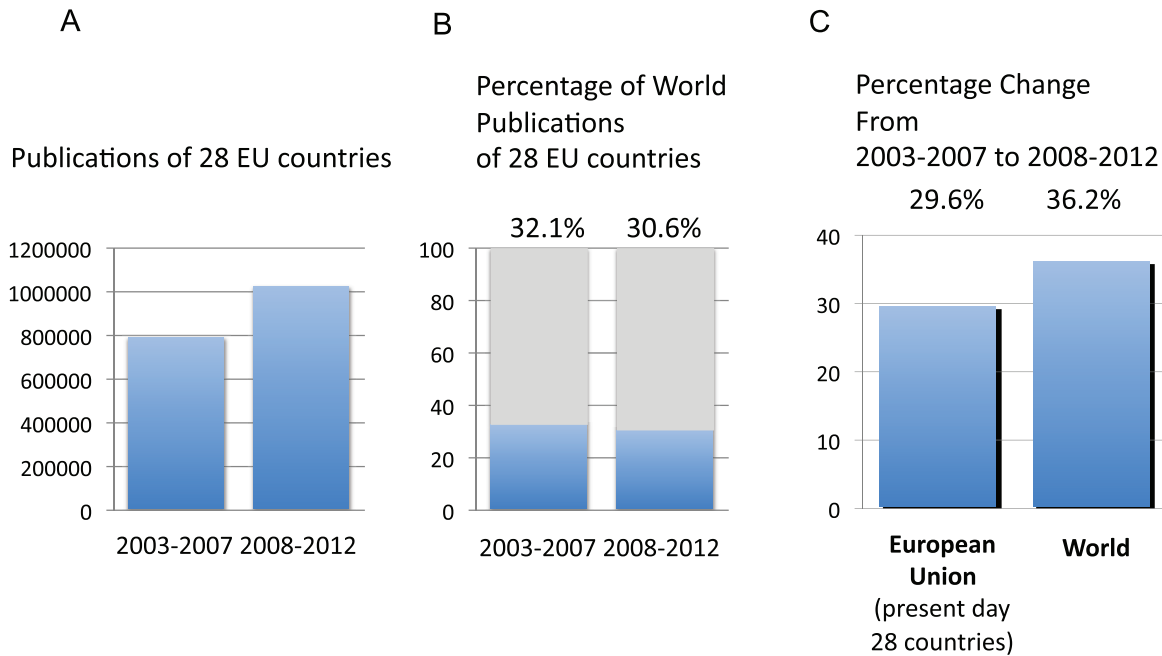 A
Publications of 28 EU countries
1200000
1000000
800000
600000
400000
200000
0
2003-2007 2008-2012
B
Percentage of World
Publications
of 28 EU countries
32.1% 30.6%
100
80
60
40
20
0
2003-2007 2008-2012
C
Percentage Change
From
2003-2007 to 2008-2012
29.6% 36.2%
40
30
20
10
0
European
Union
(present day
28 countries)
World